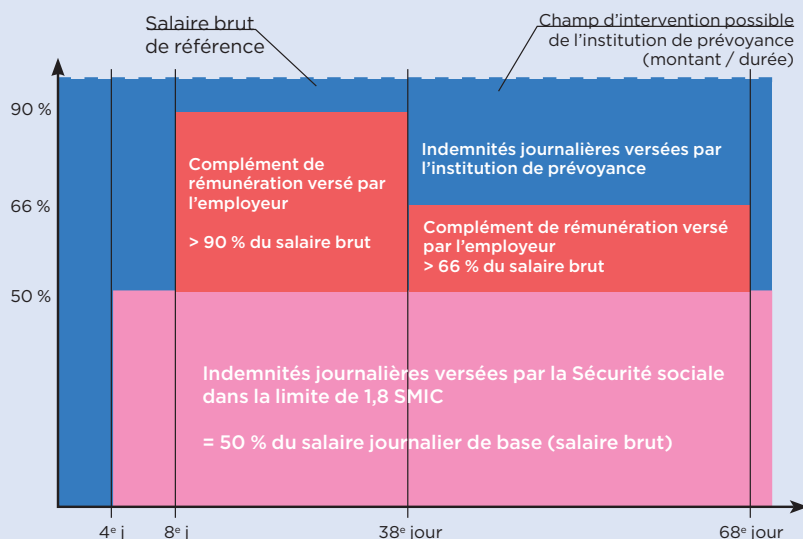 Salaire brut
de référence
Champ d’intervention possible
de l’institution de prévoyance
(montant / durée)
90 %
66 %
50 %
Complément de
rémunération versé par
l’employeur
> 90 % du salaire brut
Indemnités journalières versées par
l’institution de prévoyance
Complément de rémunération versé
par l’employeur
> 66 % du salaire brut
Indemnités journalières versées par la Sécurité sociale
dans la limite de 1,8 SMIC
= 50 % du salaire journalier de base (salaire brut)
4e j
8e j
38e jour
68e jour